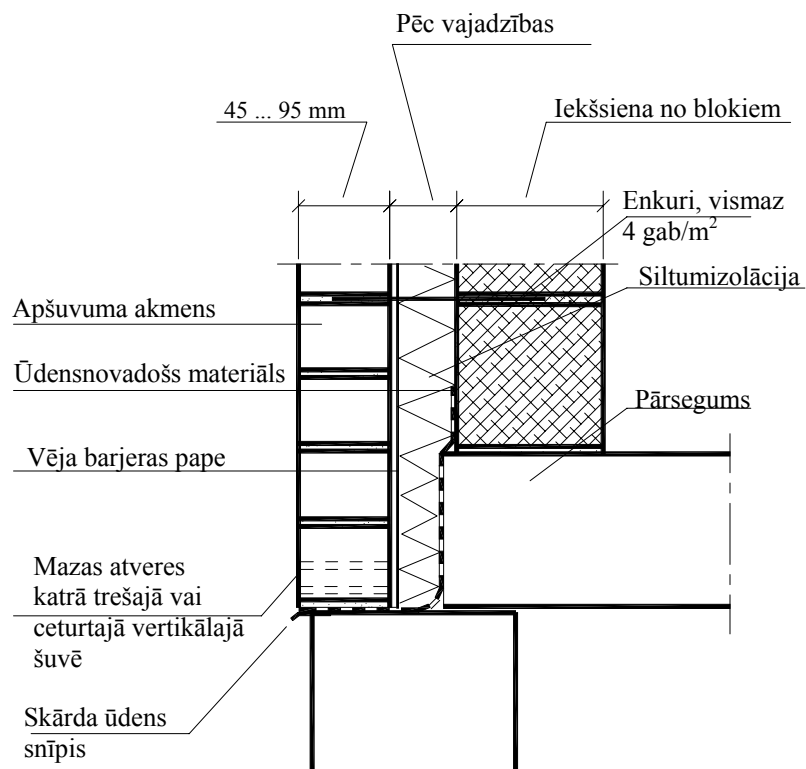 Pēc vajadzības
45 ... 95 mm
Iekšsiena no blokiem
Enkuri, vismaz
4 gab/m²
Siltumizolācija
Apšuvuma akmens
Ūdensnovadošs materiāls
Pārsegums
Vēja barjeras pape
Mazas atveres
katrā trešajā vai
ceturtajā vertikālajā
šuvē
Skārda ūdens
snīpis